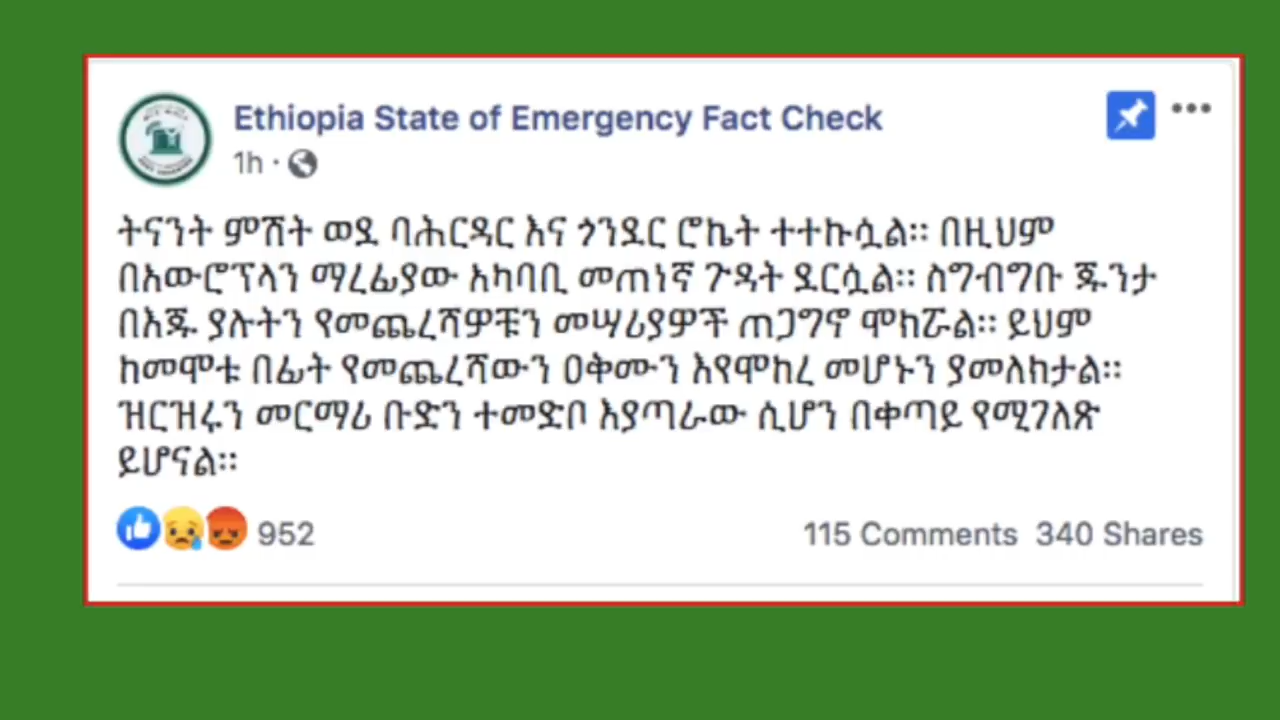 Ethiopia State of Emergency Fact Check
1h ·
ትናንት ምሽት ወደ ባሕርዳር እና ጎንደር ሮኬት ተተኩሷል። በዚህም
በአውሮፕላን ማረፊያው አካባቢ መጠነኛ ጉዳት ደርሷል። ስግብግቡ ጁንታ
በእጁ ያሉትን የመጨረሻዎቹን መሣሪያዎች ጠጋግኖ ሞክሯል። ይህም
ከመሞቱ በፊት የመጨረሻውን ዐቅሙን እየሞከረ መሆኑን ያመለክታል።
ዝርዝሩን መርማሪ ቡድን ተመድቦ እያጣራው ሲሆን በቀጣይ የሚገለጽ
ይሆናል።
952
115 Comments 340 Shares